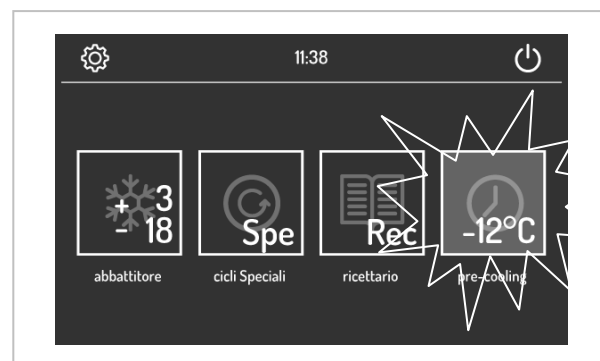 11:38
+3
-18
Spe
Rec
-12°C
abbattitore
cicli Speciali
ricettario
pre-cooling